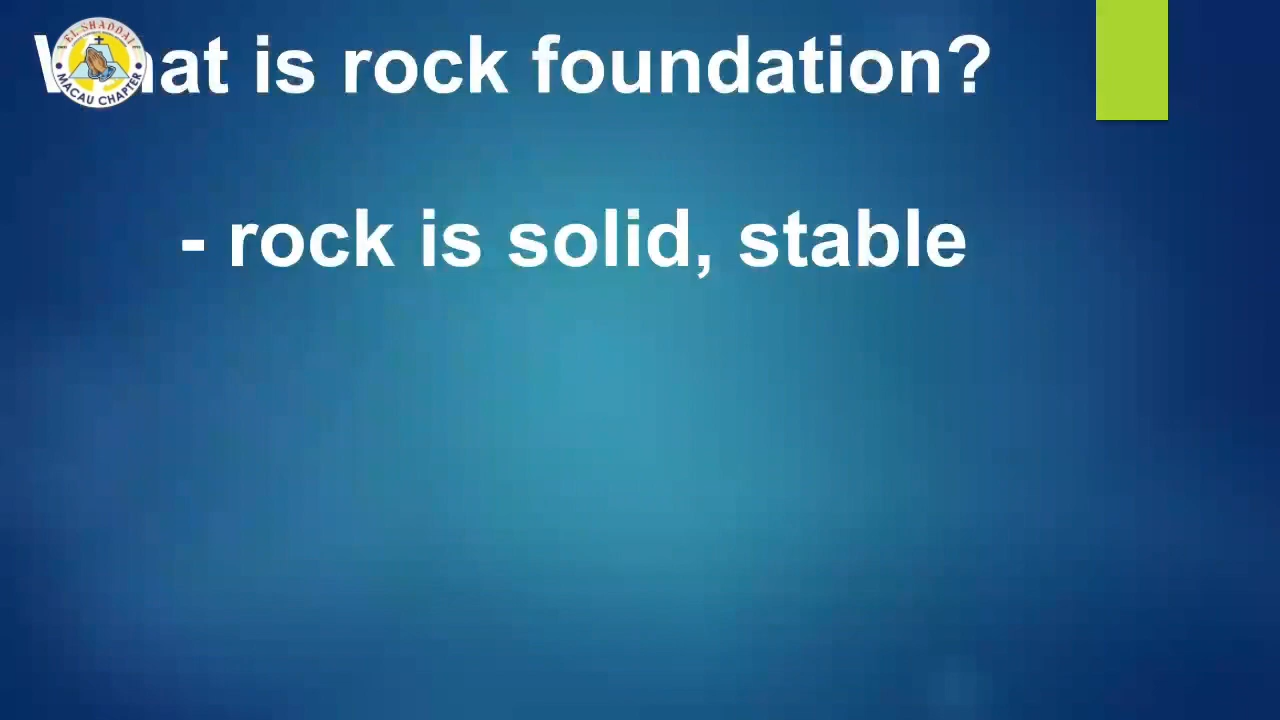 What is rock foundation?
EL SHADDAI
MACAU CHAPTER
- rock is solid, stable